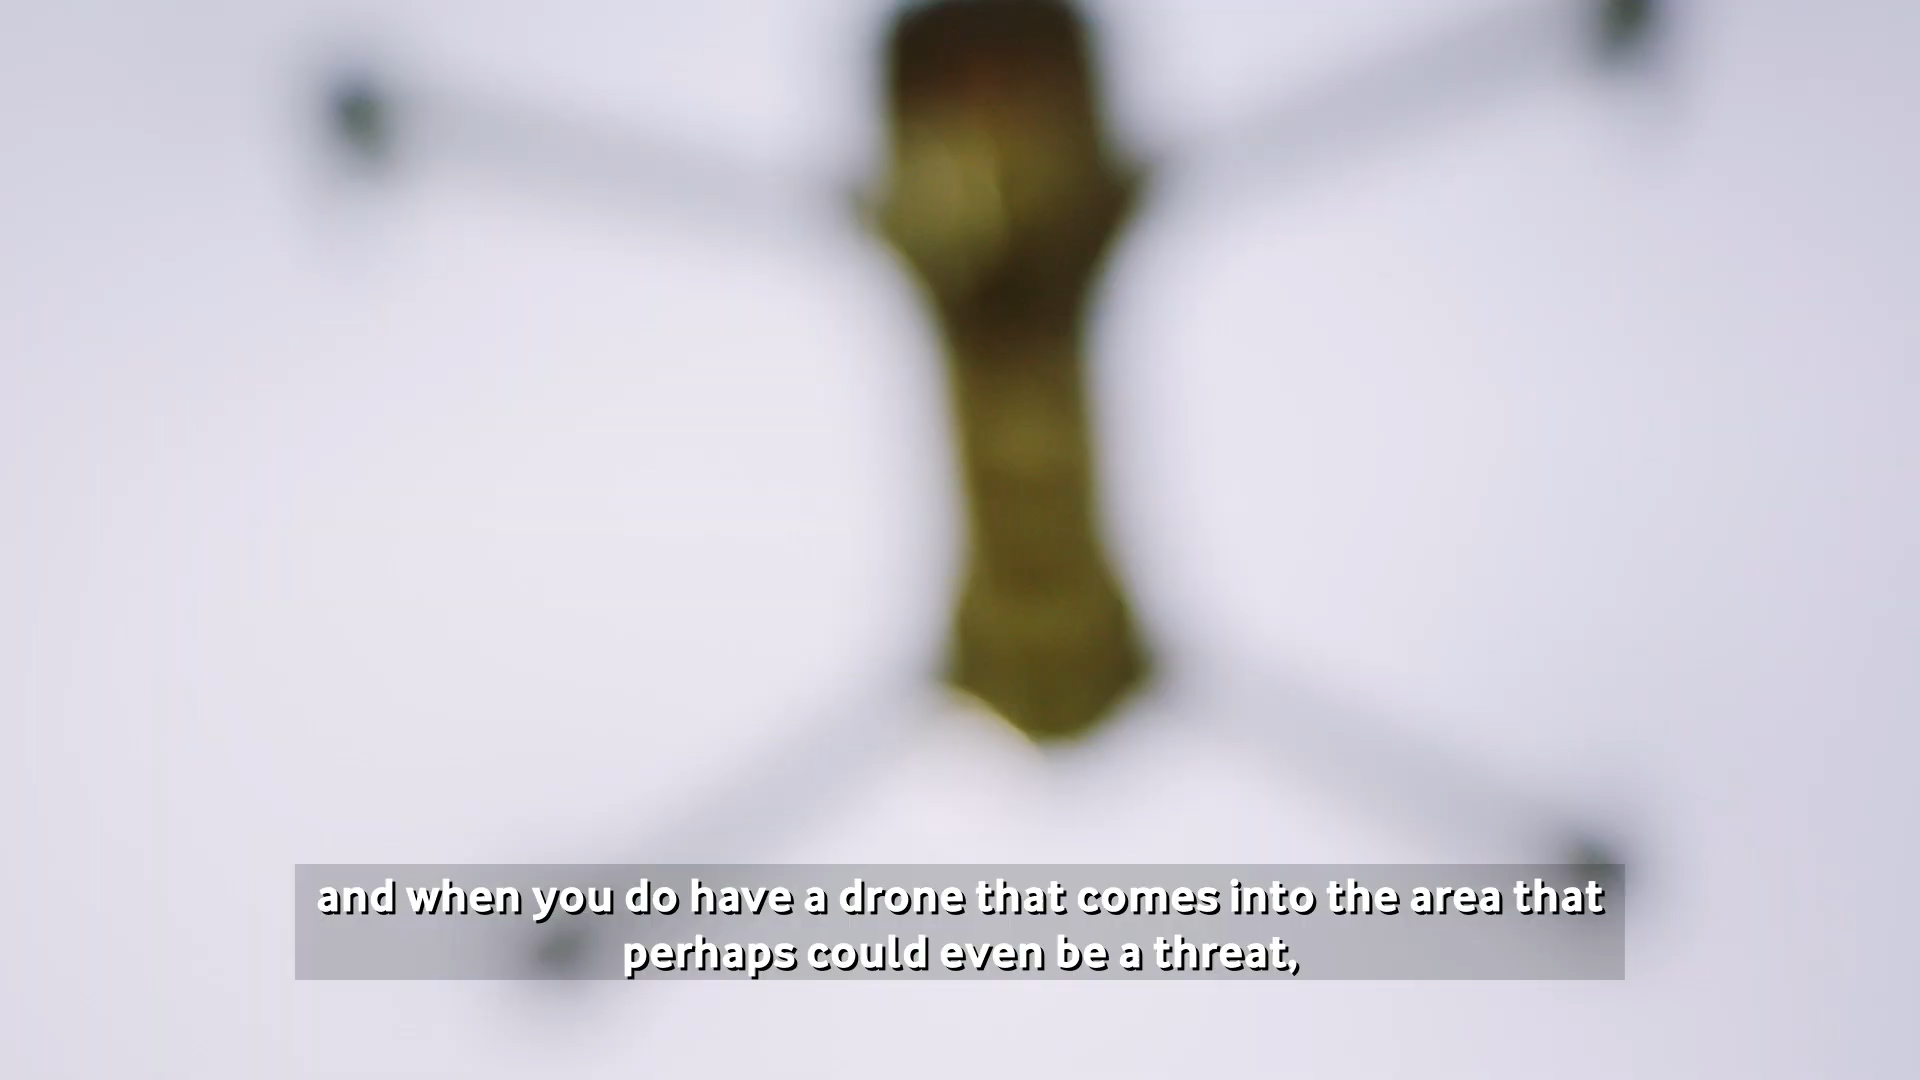 and when you do have a drone that comes into the area that
perhaps could even be a threat,